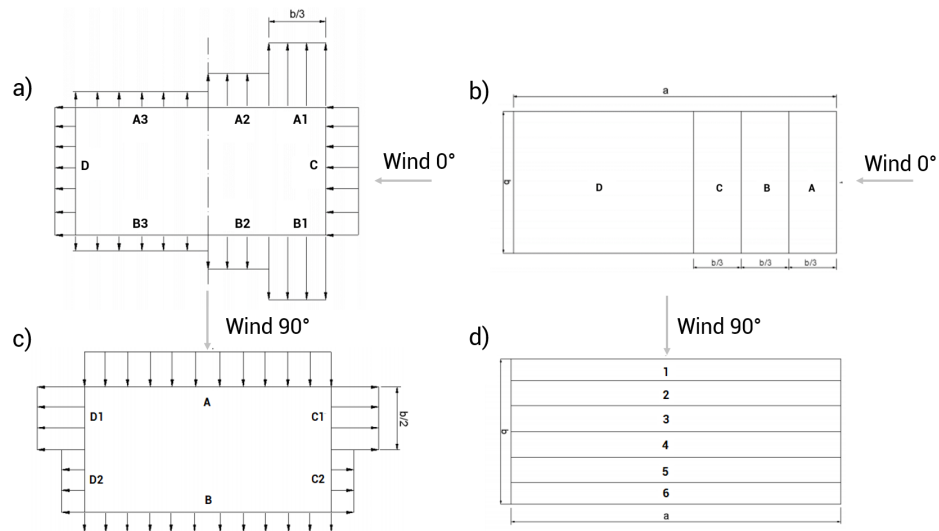 b/3
a)
A3
A2
A1
D
C
Wind 0°
B3
B2
B1
b)
a
b
D
C
B
A
Wind 0°
b/3
b/3
b/3
c)
Wind 90°
A
D1
C1
b/2
D2
C2
B
d)
Wind 90°
1
2
3
b
4
5
6
a